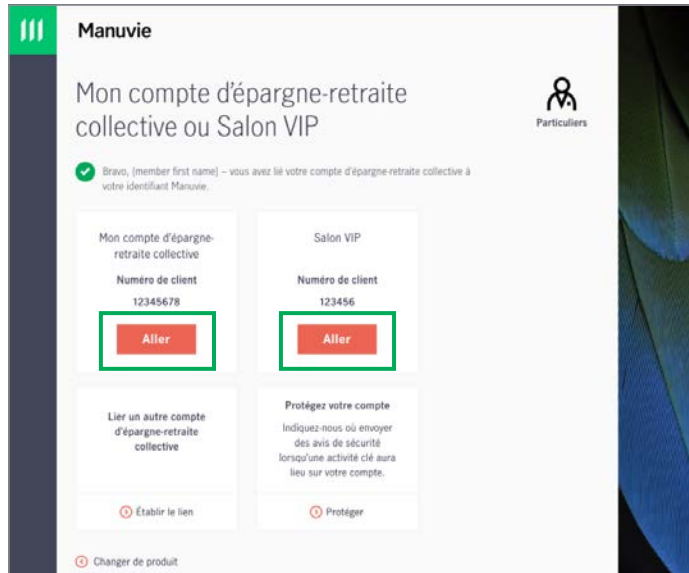 Manuvie
Mon compte d'épargne-retraite
collective ou Salon VIP
Particuliers
Bravo, [member first name] – vous avez lié votre compte d'épargne-retraite collective à
votre identifiant Manuvie.
Mon compte d'épargne-
retraite collective
Numéro de client
12345678
Aller
Salon VIP
Numéro de client
123456
Aller
Lier un autre compte
d'épargne-retraite
collective
Établir le lien
Protégez votre compte
Indiquez-nous où envoyer
des avis de sécurité
lorsqu'une activité clé aura
lieu sur votre compte.
Protéger
Changer de produit